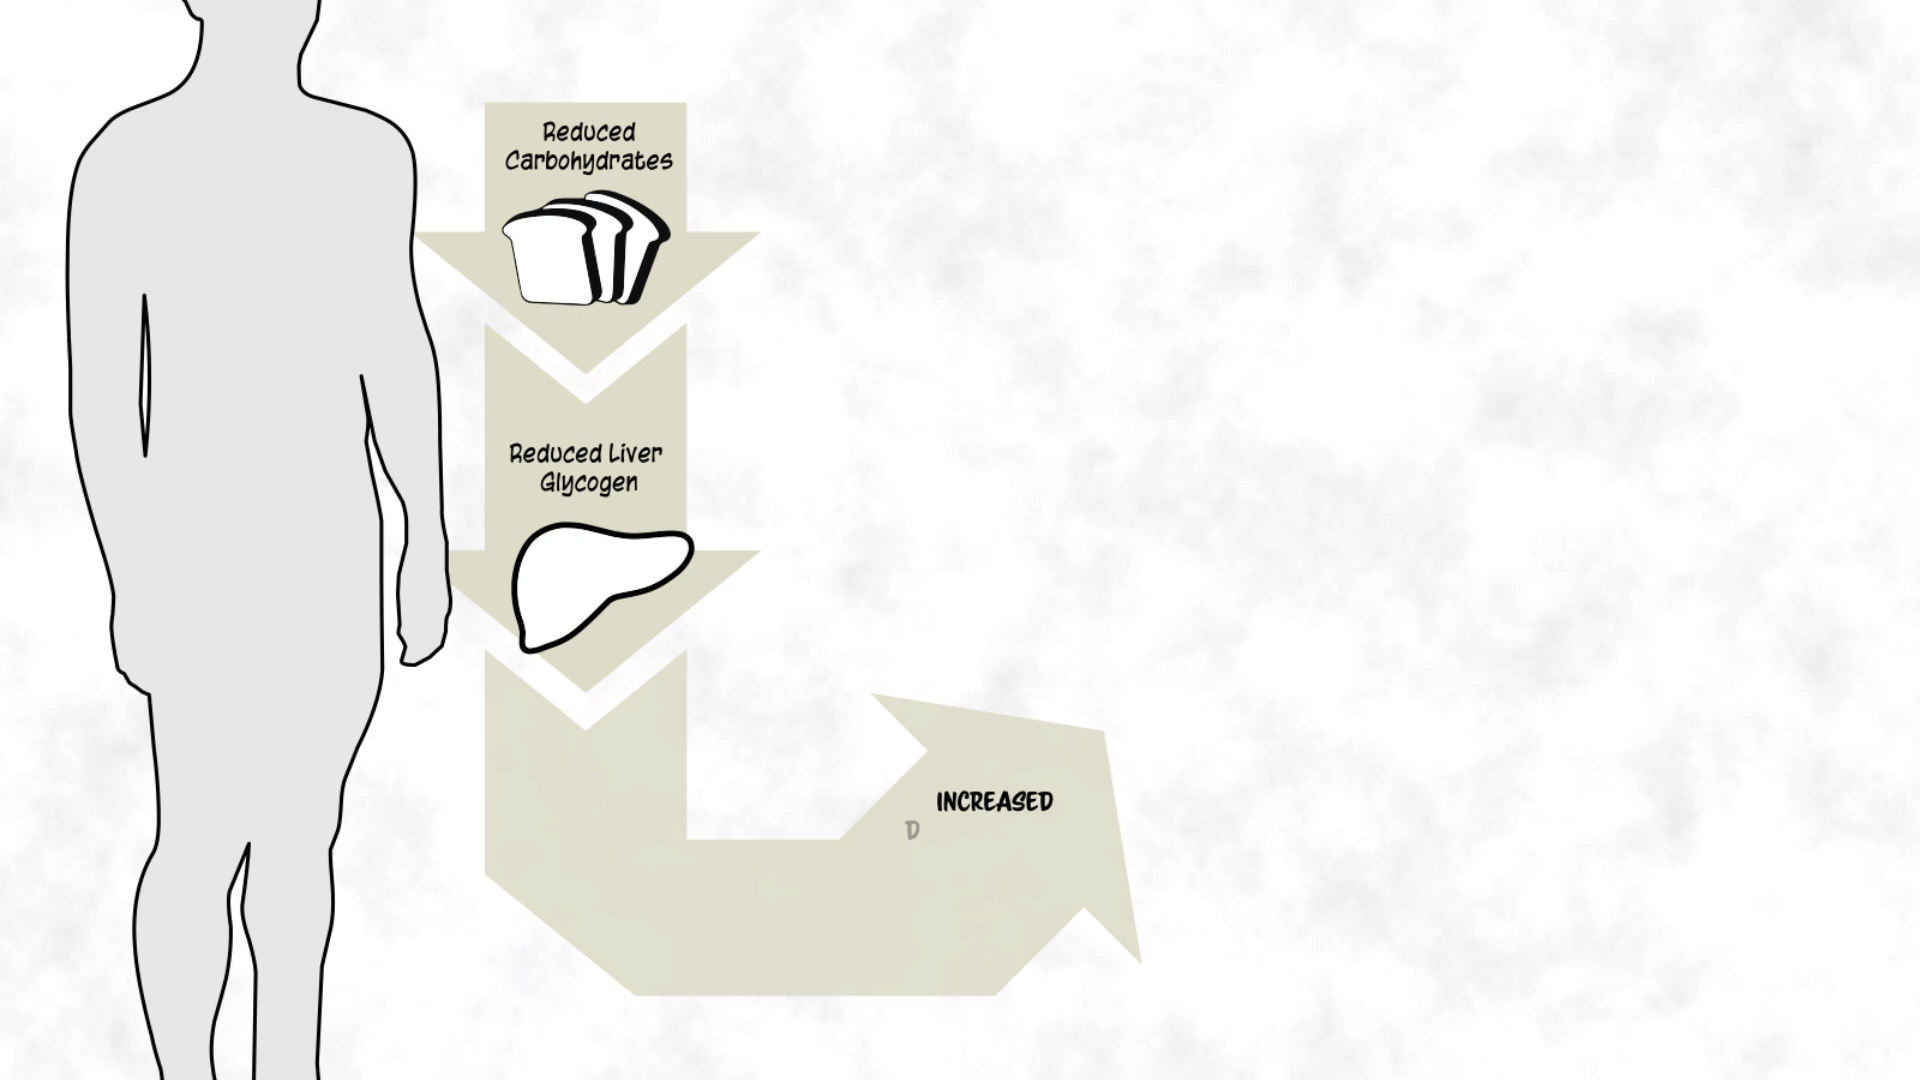 Reduced
Carbohydrates
Reduced Liver
Glycogen
INCREASED
D